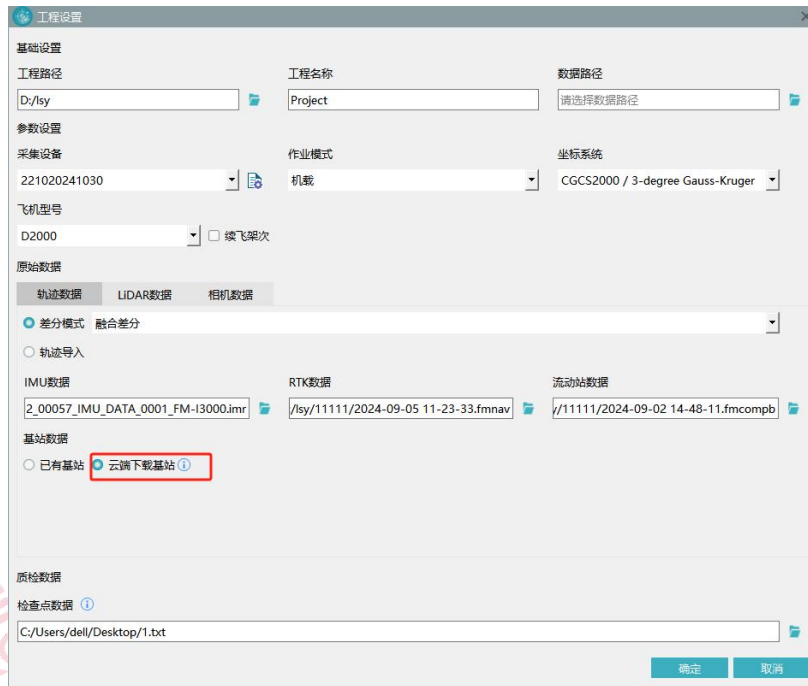 工程设置
基础设置
工程路径 工程名称 数据路径
D:/lsy Project 请选择数据路径
参数设置
采集设备 作业模式 坐标系统
221020241030 机载 CGCS2000 / 3-degree Gauss-Kruger
飞机型号
D2000 续飞架次
原始数据
轨迹数据 LiDAR数据 相机数据
差分模式 融合差分
轨迹导入
IMU数据 RTK数据 流动站数据
2_00057_IMU_DATA_0001_FM-I3000.imr /lsy/11111/2024-09-05 11-23-33.fmnav /11111/2024-09-02 14-48-11.fmcompb
基站数据
已有基站 云端下载基站
质检数据
检查点数据
C:/Users/dell/Desktop/1.txt
确定 取消